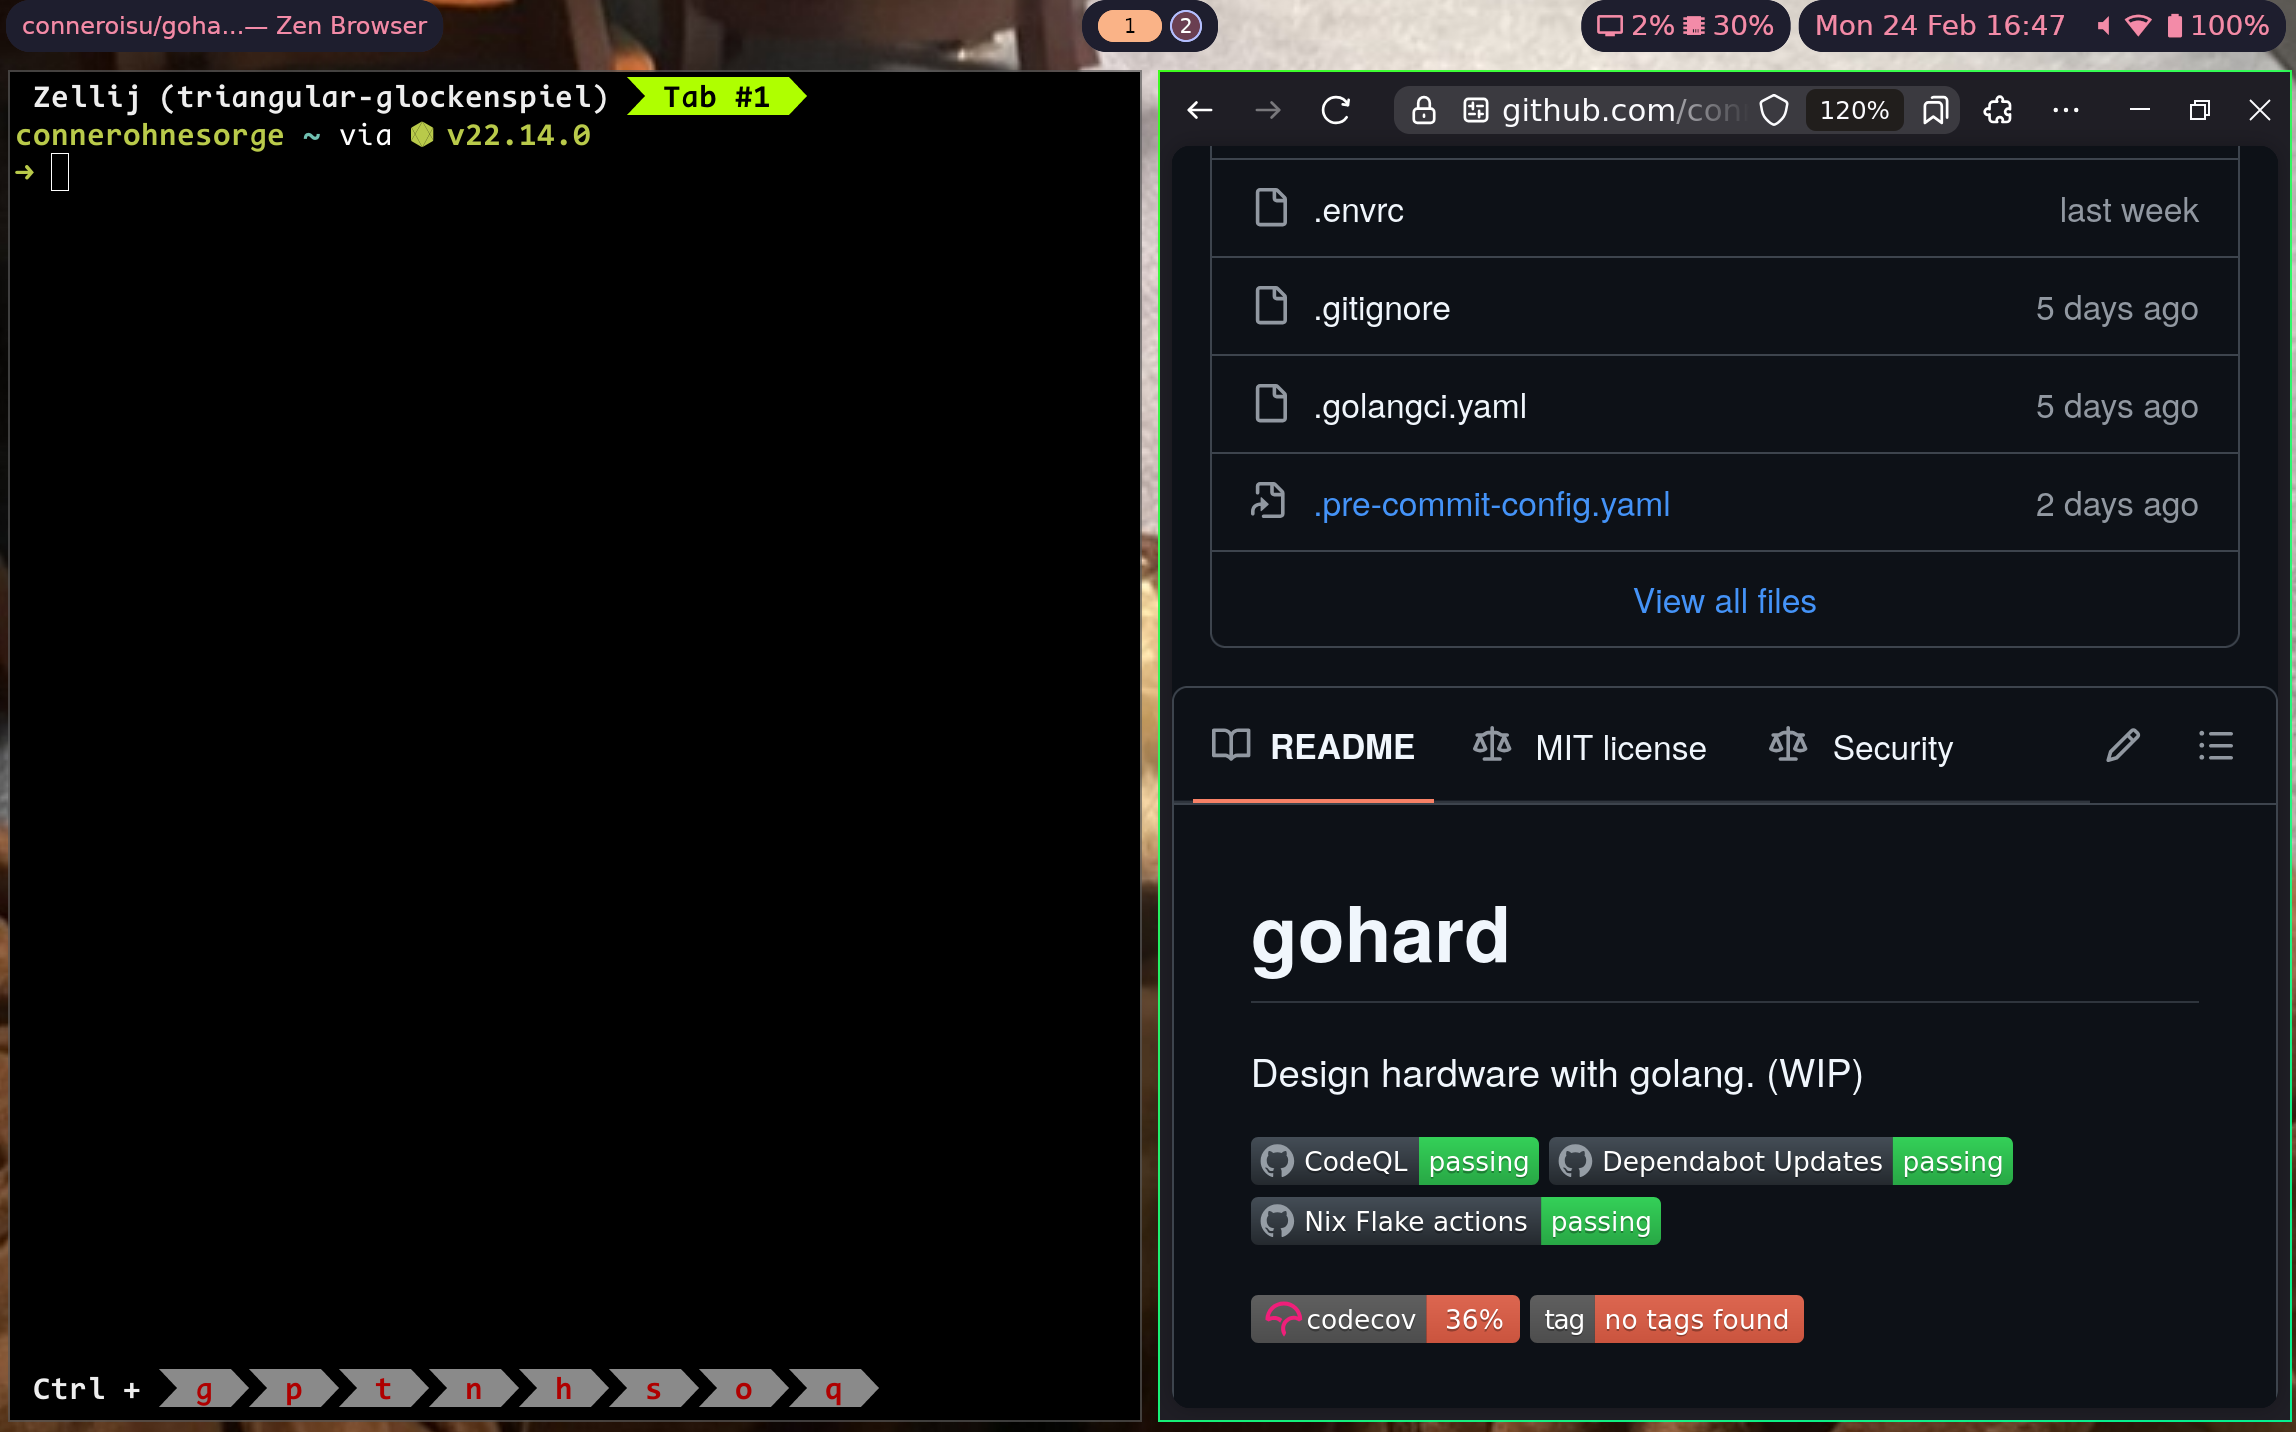 conneroisu/goha...— Zen Browser
1 2
2% 30%
Mon 24 Feb 16:47 100%
Zellij (triangular-glockenspiel) Tab #1
connerohnesorge ~ via v22.14.0
➜
Ctrl + g p t n h s o q
github.com/con 120%
.envrc last week
.gitignore 5 days ago
.golangci.yaml 5 days ago
.pre-commit-config.yaml 2 days ago
View all files
README MIT license Security
gohard
Design hardware with golang. (WIP)
CodeQL passing Dependabot Updates passing
Nix Flake actions passing
codecov 36% tag no tags found